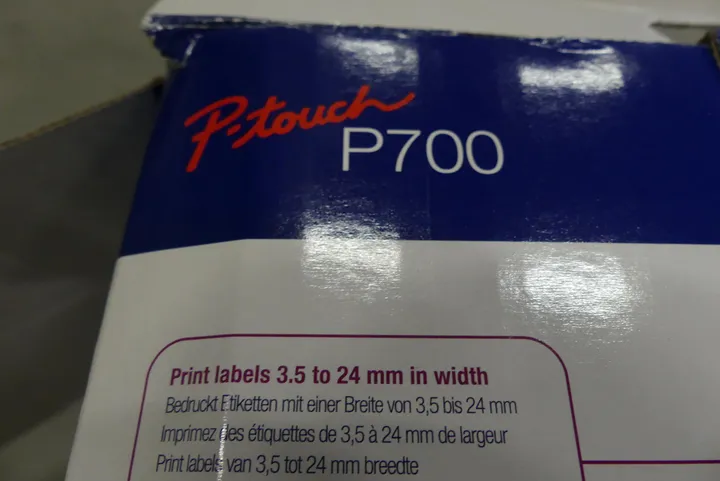 P-touch
P700
Print labels 3.5 to 24 mm in width
Bedruckt Etiketten mit einer Breite von 3,5 bis 24 mm
Imprimez des étiquettes de 3,5 à 24 mm de largeur
Print labels van 3,5 tot 24 mm breedte